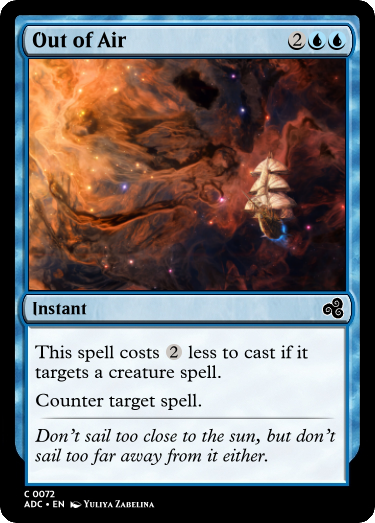 Out of Air 2
Instant
This spell costs 2 less to cast if it
targets a creature spell.
Counter target spell.
Don't sail too close to the sun, but don't
sail too far away from it either.
C 0072
ADC • EN Yuliya Zabelina